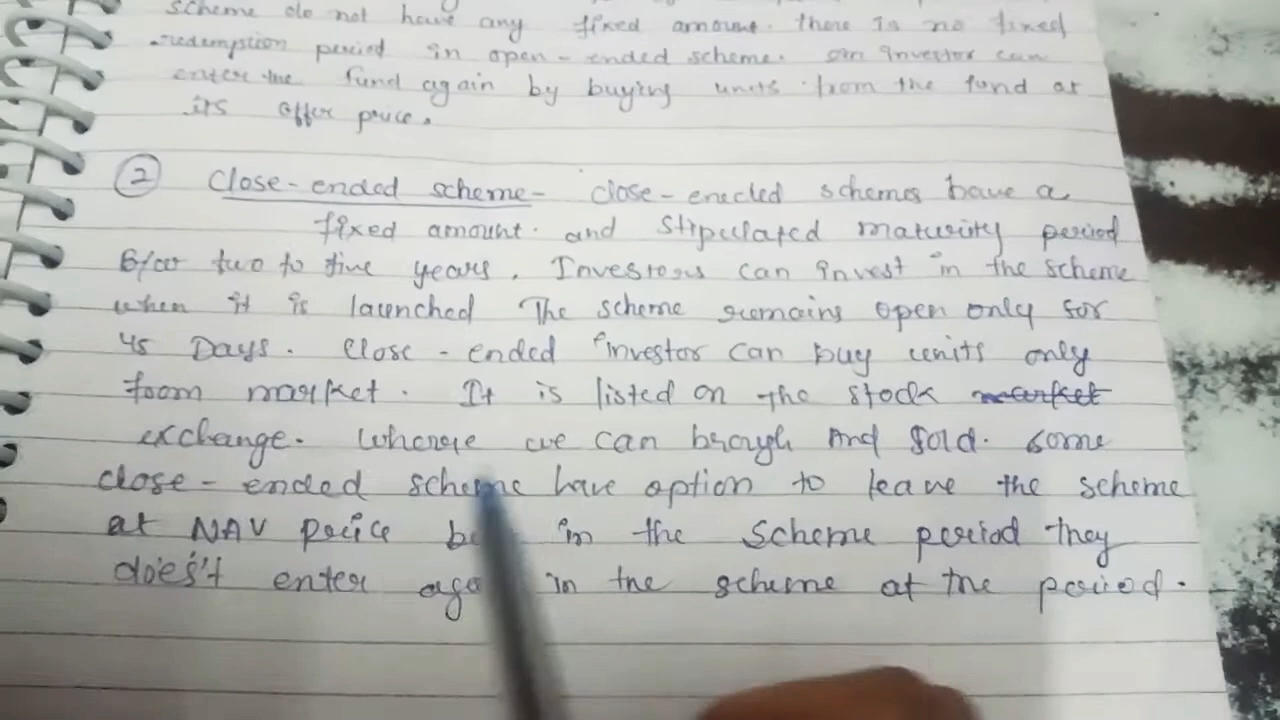 scheme do not have any fixed amount. there is no fixed
redemption period in open-ended scheme. an investor can
enter the fund again by buying units from the fund at
its offer price.
② Close-ended scheme- close-ended schemes have a
fixed amount. and stipulated maturity period
b/w two to five years. Investors can invest in the scheme
when it is launched The scheme remains open only for
45 Days. Close-ended investor can buy units only
from market. It is listed on the stock market
exchange. Where we can brough And sold. some
close-ended scheme have option to leave the scheme
at NAV price in the scheme period they
does't enter in the scheme at the period.